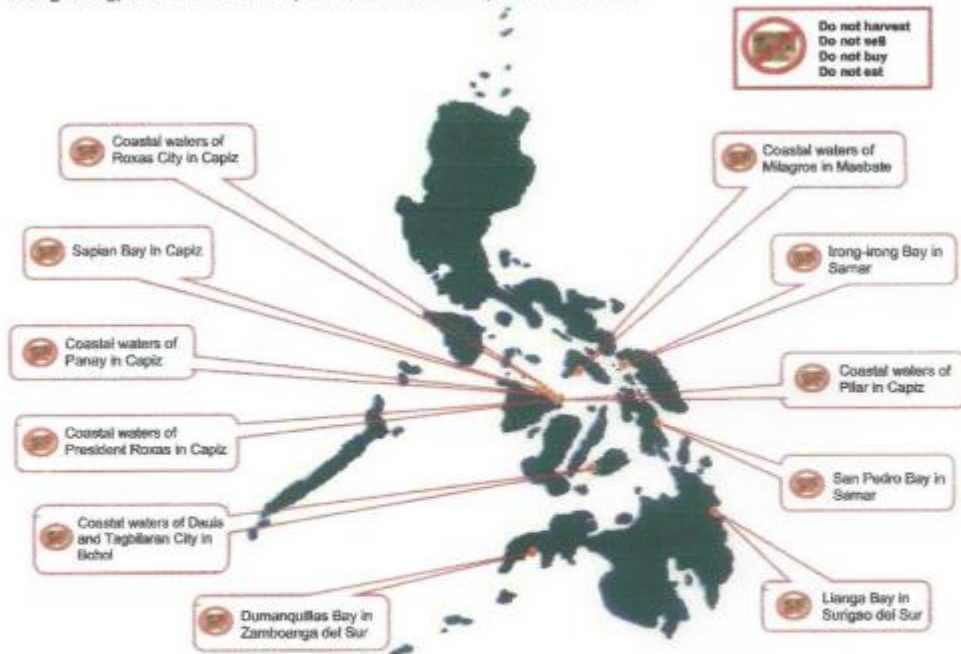 Do not harvest
Do not sell
Do not buy
Do not eat
Coastal waters of
Roxas City in Capiz
Coastal waters of
Milagros in Masbate
Sapian Bay in Capiz
Irong-irong Bay in
Samar
Coastal waters of
Panay in Capiz
Coastal waters of
Pilar in Capiz
Coastal waters of
President Roxas in Capiz
San Pedro Bay in
Samar
Coastal waters of Dauis
and Tagbilaran City in
Bohol
Dumanquillas Bay in
Zamboanga del Sur
Lianga Bay in
Surigao del Sur